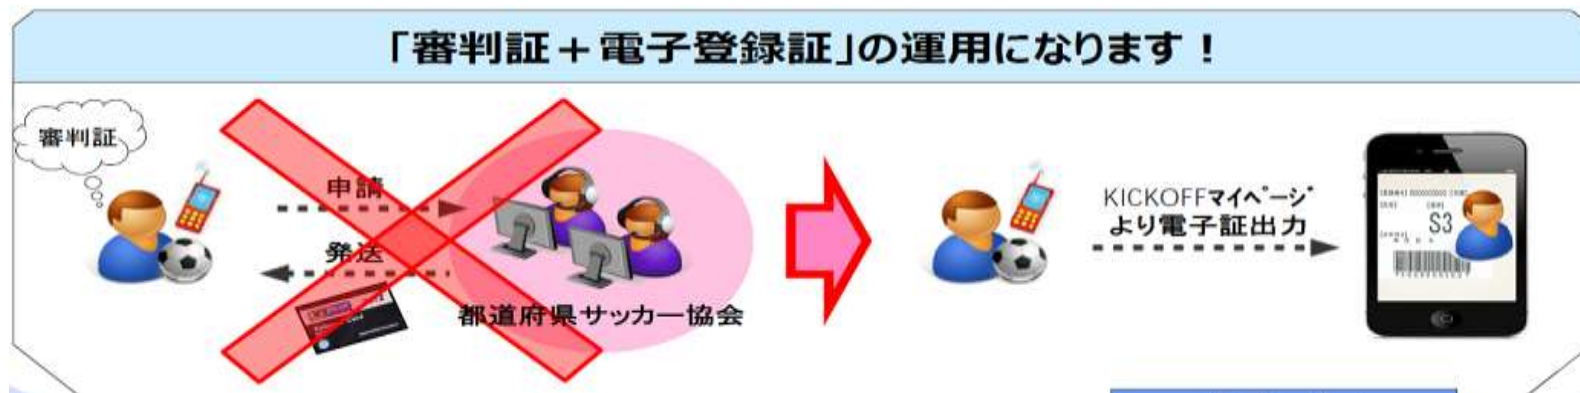 「審判証+電子登録証」の運用になります！
審判証
申請
発送
都道府県サッカー協会
KICKOFFマイページ
より電子証出力
S3